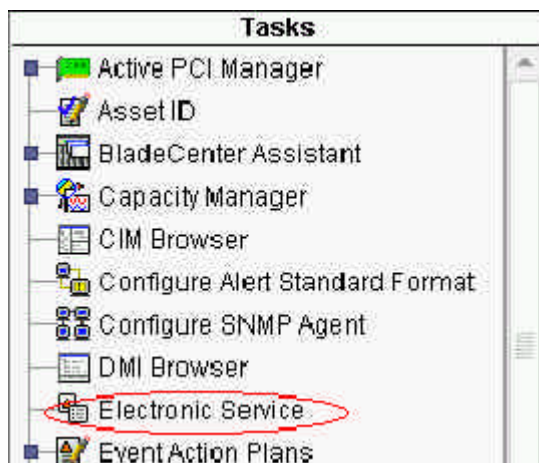 Tasks
Active PCI Manager
Asset ID
BladeCenter Assistant
Capacity Manager
CIM Browser
Configure Alert Standard Format
Configure SNMP Agent
DMI Browser
Electronic Service
Event Action Plans